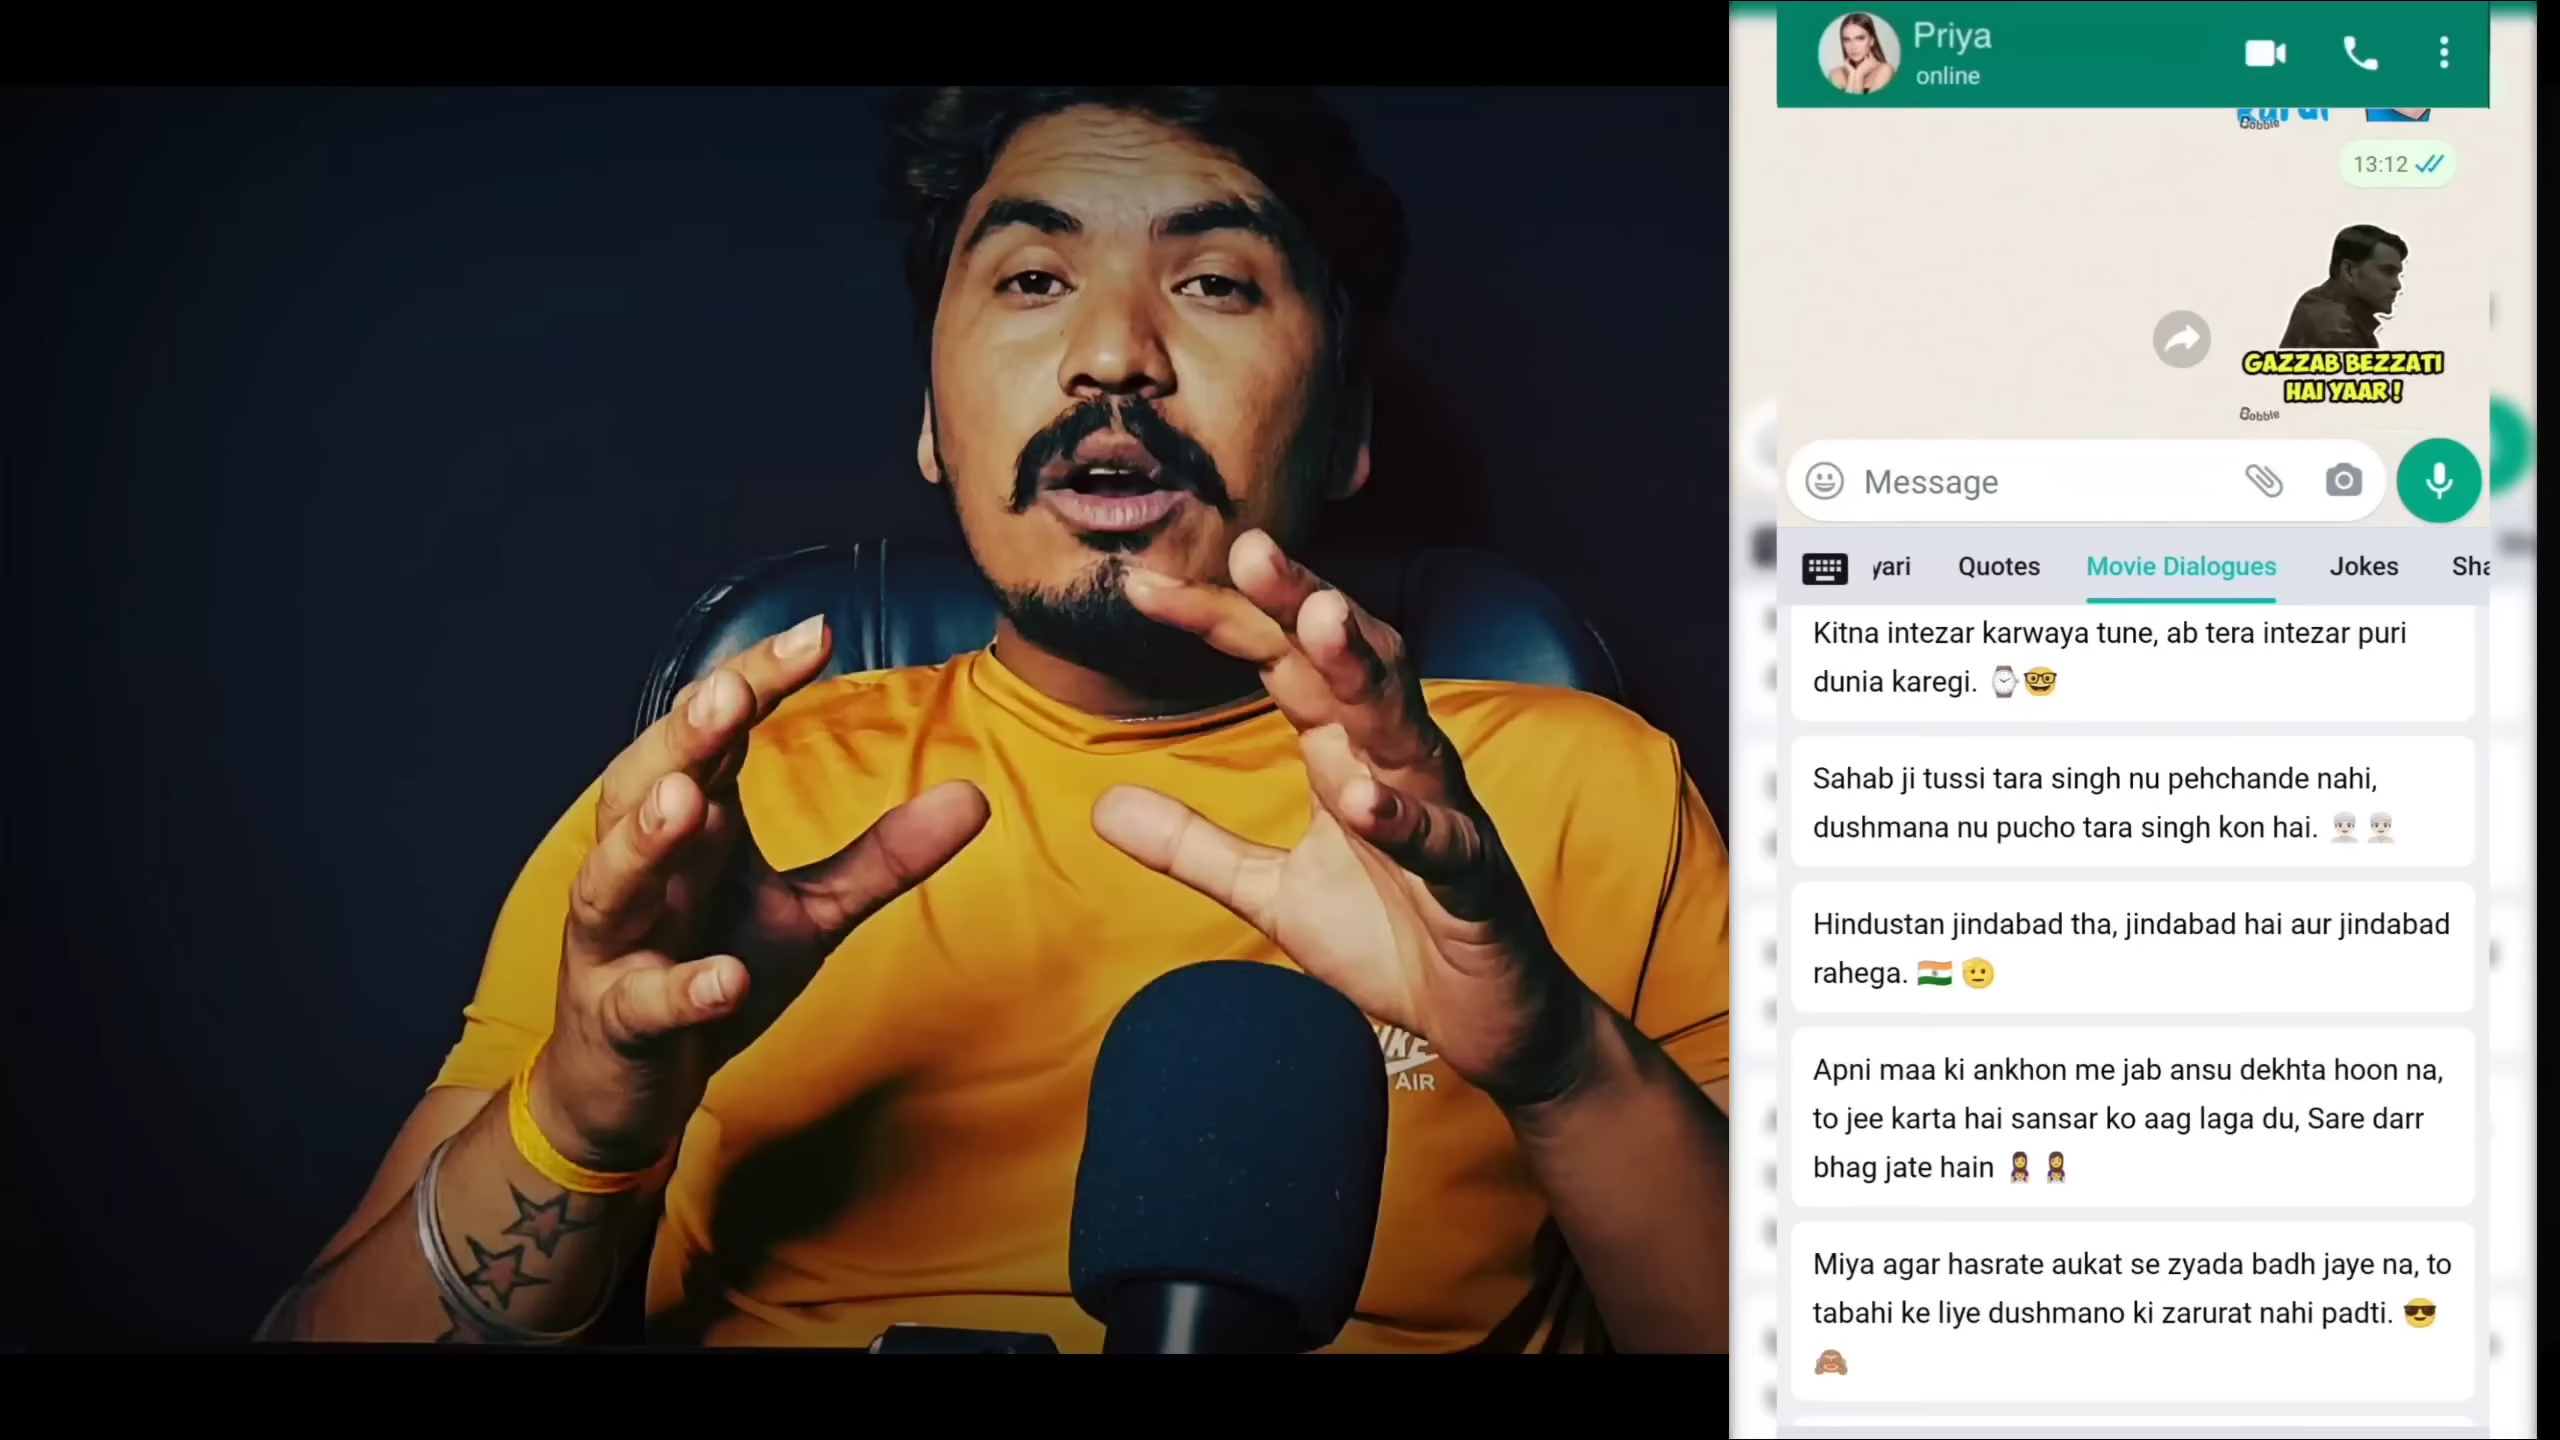 Priya
online
Bobble
13:12
GAZZAB BEZZATI
HAI YAAR!
Bobble
Message
yari Quotes Movie Dialogues Jokes Sha
Kitna intezar karwaya tune, ab tera intezar puri
dunia karegi. ⌚🤓
Sahab ji tussi tara singh nu pehchande nahi,
dushmana nu pucho tara singh kon hai. 👳🏻👳🏻
Hindustan jindabad tha, jindabad hai aur jindabad
rahega. 🇮🇳 🫡
Apni maa ki ankhon me jab ansu dekhta hoon na,
to jee karta hai sansar ko aag laga du, Sare darr
bhag jate hain 👩‍🍼 👩‍🍼
Miya agar hasrate aukat se zyada badh jaye na, to
tabahi ke liye dushmano ki zarurat nahi padti. 😎
🙈
AIR